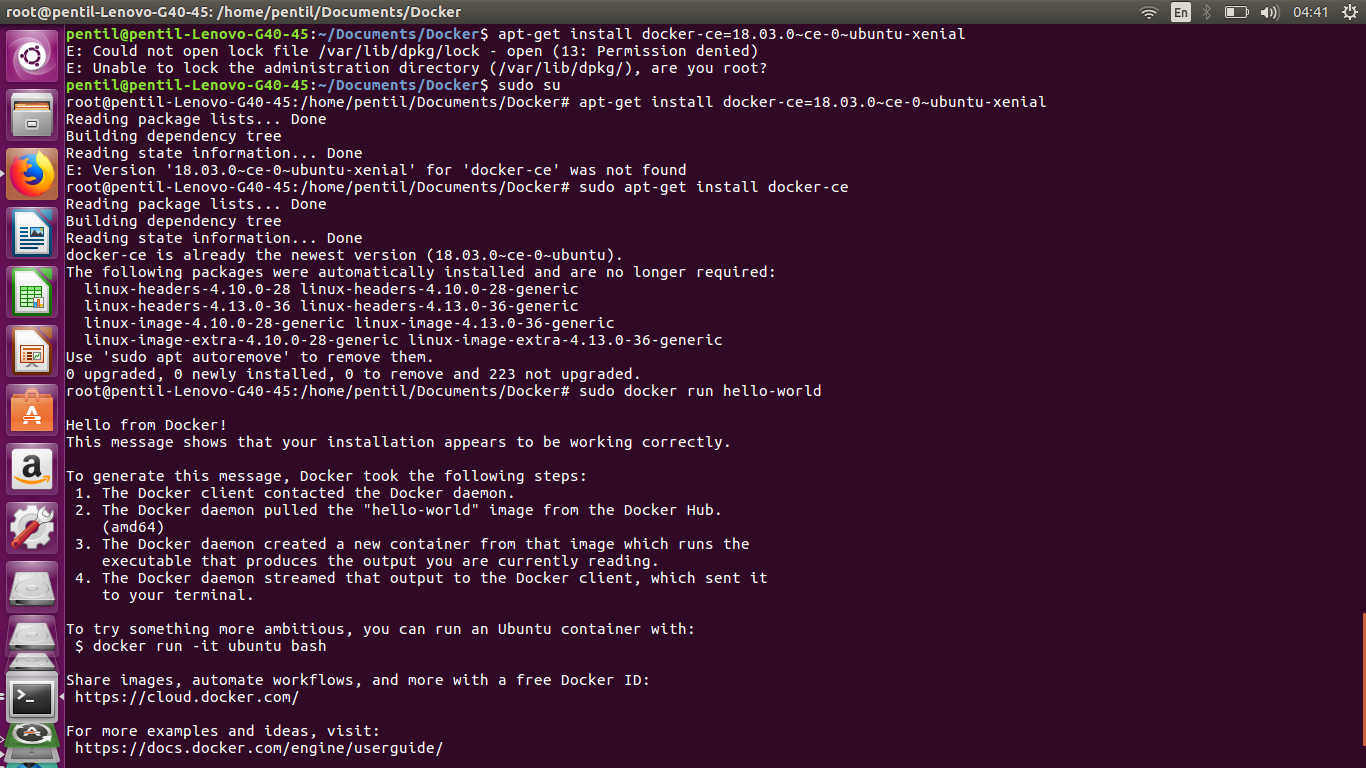 root@pentil-Lenovo-G40-45: /home/pentil/Documents/Docker
En
04:41
pentil@pentil-Lenovo-G40-45:~/Documents/Docker$ apt-get install docker-ce=18.03.0~ce-0~ubuntu-xenial
E: Could not open lock file /var/lib/dpkg/lock - open (13: Permission denied)
E: Unable to lock the administration directory (/var/lib/dpkg/), are you root?
pentil@pentil-Lenovo-G40-45:~/Documents/Docker$ sudo su
root@pentil-Lenovo-G40-45:/home/pentil/Documents/Docker# apt-get install docker-ce=18.03.0~ce-0~ubuntu-xenial
Reading package lists... Done
Building dependency tree
Reading state information... Done
E: Version '18.03.0~ce-0~ubuntu-xenial' for 'docker-ce' was not found
root@pentil-Lenovo-G40-45:/home/pentil/Documents/Docker# sudo apt-get install docker-ce
Reading package lists... Done
Building dependency tree
Reading state information... Done
docker-ce is already the newest version (18.03.0~ce-0~ubuntu).
The following packages were automatically installed and are no longer required:
  linux-headers-4.10.0-28 linux-headers-4.10.0-28-generic
  linux-headers-4.13.0-36 linux-headers-4.13.0-36-generic
  linux-image-4.10.0-28-generic linux-image-4.13.0-36-generic
  linux-image-extra-4.10.0-28-generic linux-image-extra-4.13.0-36-generic
Use 'sudo apt autoremove' to remove them.
0 upgraded, 0 newly installed, 0 to remove and 223 not upgraded.
root@pentil-Lenovo-G40-45:/home/pentil/Documents/Docker# sudo docker run hello-world
Hello from Docker!
This message shows that your installation appears to be working correctly.
To generate this message, Docker took the following steps:
 1. The Docker client contacted the Docker daemon.
 2. The Docker daemon pulled the "hello-world" image from the Docker Hub.
    (amd64)
 3. The Docker daemon created a new container from that image which runs the
    executable that produces the output you are currently reading.
 4. The Docker daemon streamed that output to the Docker client, which sent it
    to your terminal.
To try something more ambitious, you can run an Ubuntu container with:
 $ docker run -it ubuntu bash
Share images, automate workflows, and more with a free Docker ID:
 https://cloud.docker.com/
For more examples and ideas, visit:
 https://docs.docker.com/engine/userguide/